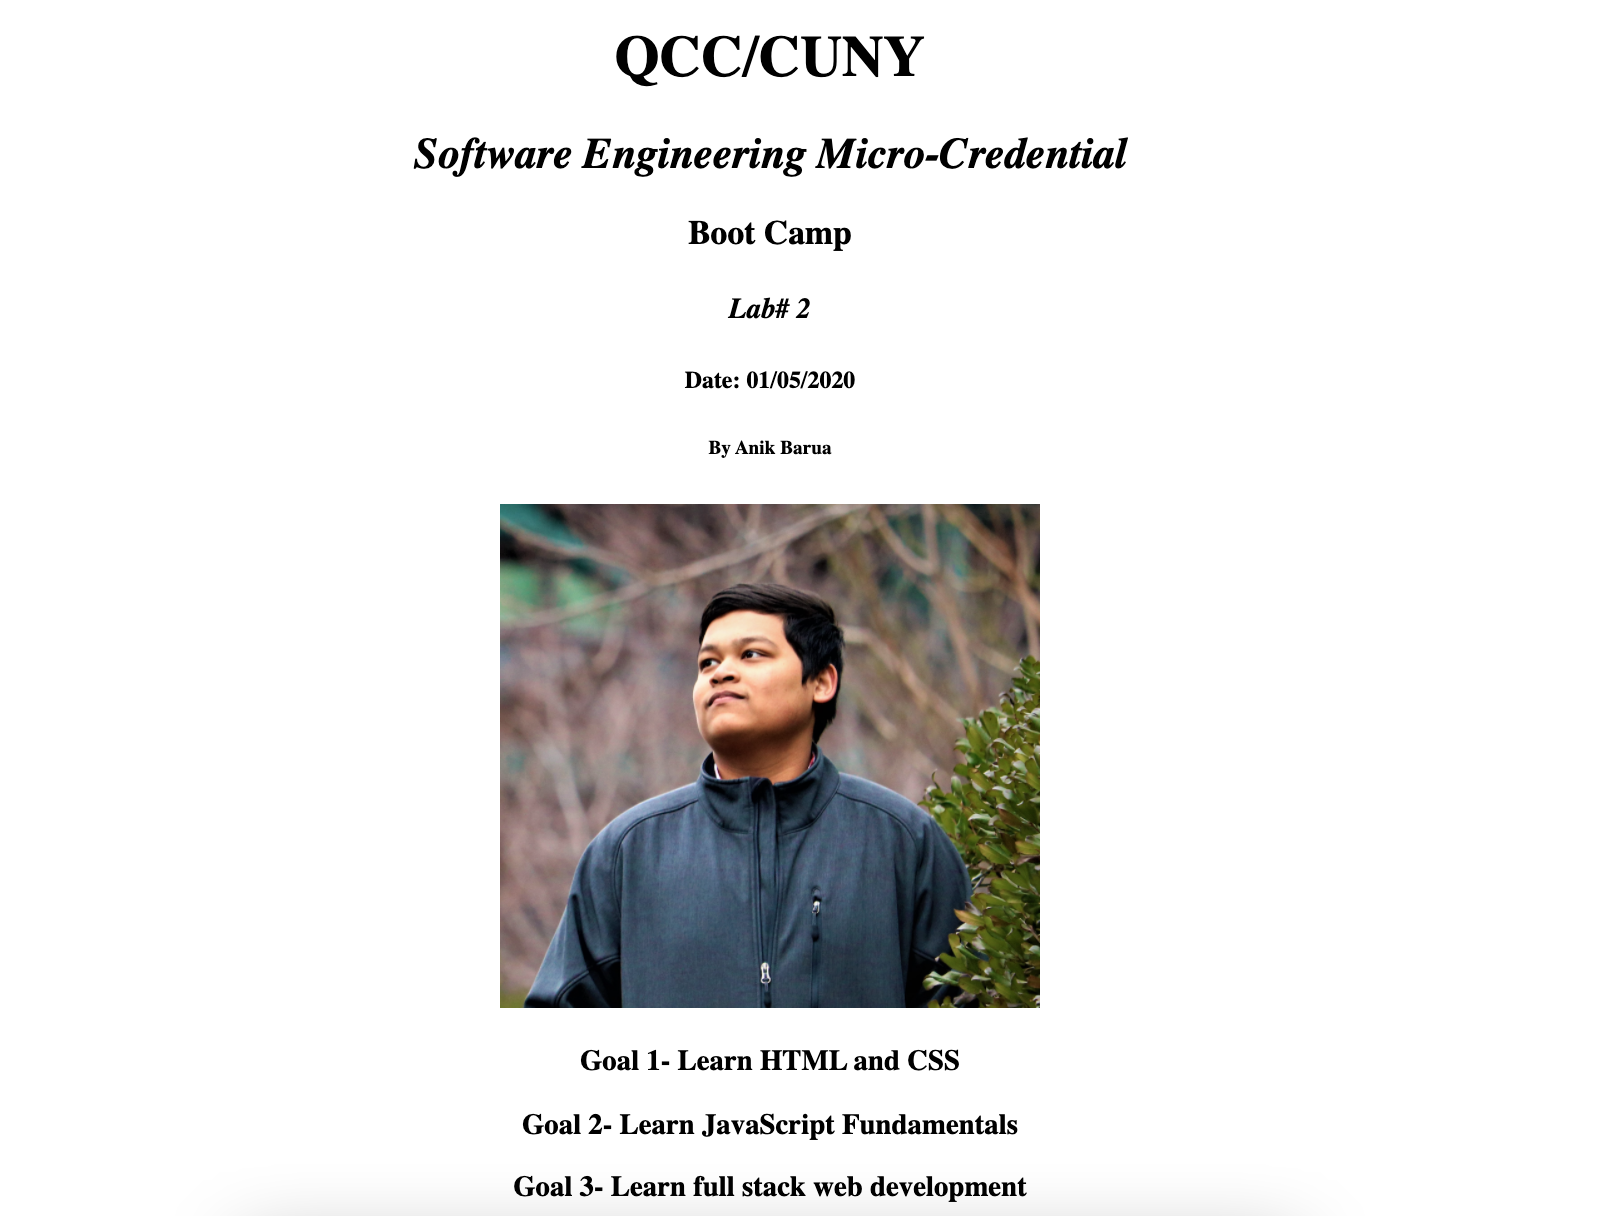 QCC/CUNY
Software Engineering Micro-Credential
Boot Camp
Lab# 2
Date: 01/05/2020
By Anik Barua
Goal 1- Learn HTML and CSS
Goal 2- Learn JavaScript Fundamentals
Goal 3- Learn full stack web development